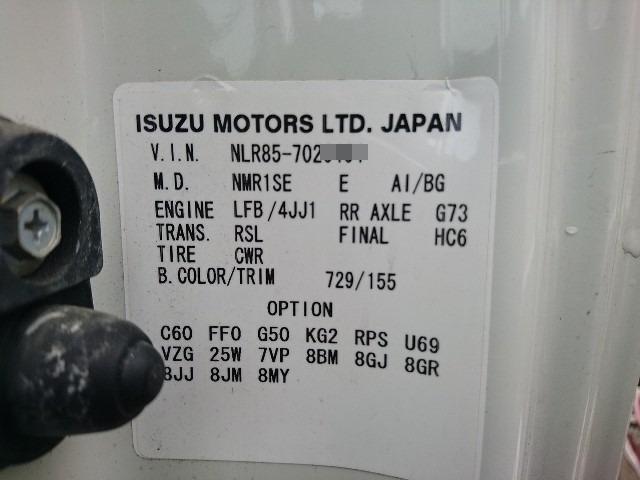 ISUZU MOTORS LTD. JAPAN
V.I.N. NLR85-702
M.D. NMR1SE E AI/BG
ENGINE LFB/4JJ1 RR AXLE G73
TRANS. RSL FINAL HC6
TIRE CWR
B.COLOR/TRIM 729/155
OPTION
C60 FF0 G50 KG2 RPS U69
VZG 25W 7VP 8BM 8GJ 8GR
8JJ 8JM 8MY